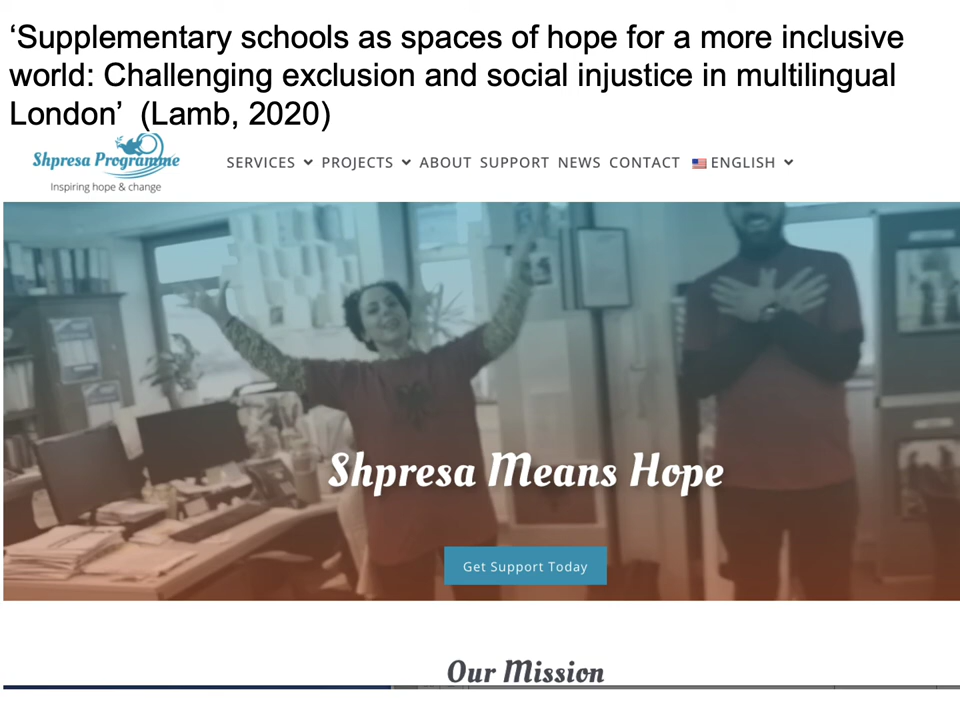 ‘Supplementary schools as spaces of hope for a more inclusive
world: Challenging exclusion and social injustice in multilingual
London’ (Lamb, 2020)
Shpresa Programme
Inspiring hope & change
SERVICES PROJECTS ABOUT SUPPORT NEWS CONTACT ENGLISH
Shpresa Means Hope
Get Support Today
Our Mission